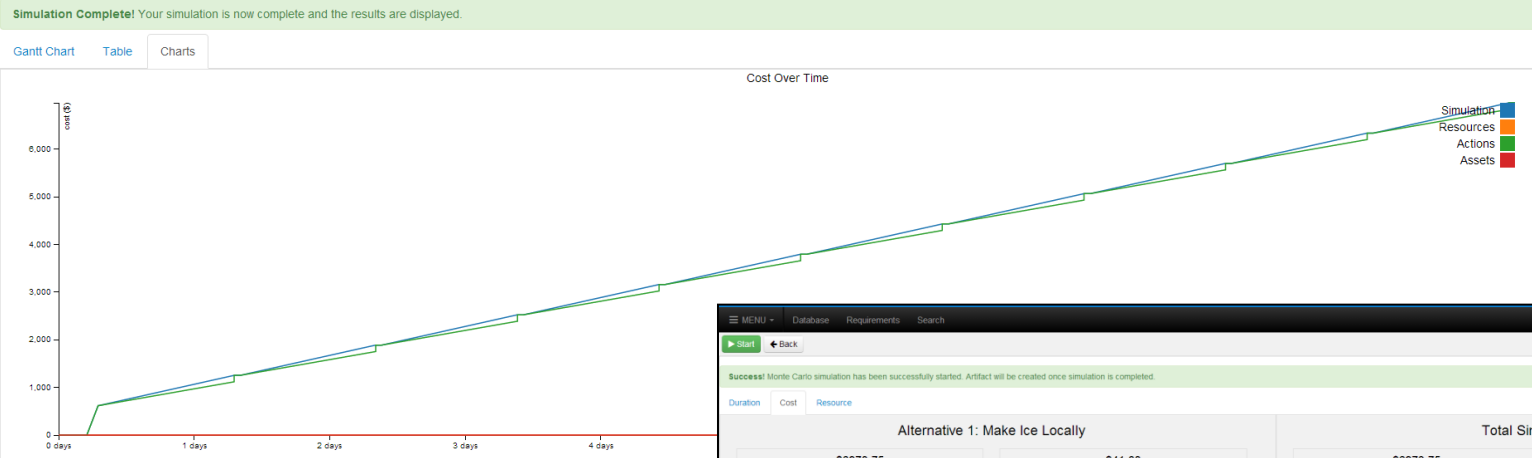 Simulation Complete! Your simulation is now complete and the results are displayed.
Gantt Chart Table Charts
Cost Over Time
cost ($)
Simulation
Resources
Actions
Assets
6,000
5,000
4,000
3,000
2,000
1,000
0
0 days 1 days 2 days 3 days 4 days
MENU Database Requirements Search
Start Back
Success! Monte Carlo simulation has been successfully started. Artifact will be created once simulation is completed.
Duration Cost Resource
Alternative 1: Make Ice Locally Total Sir